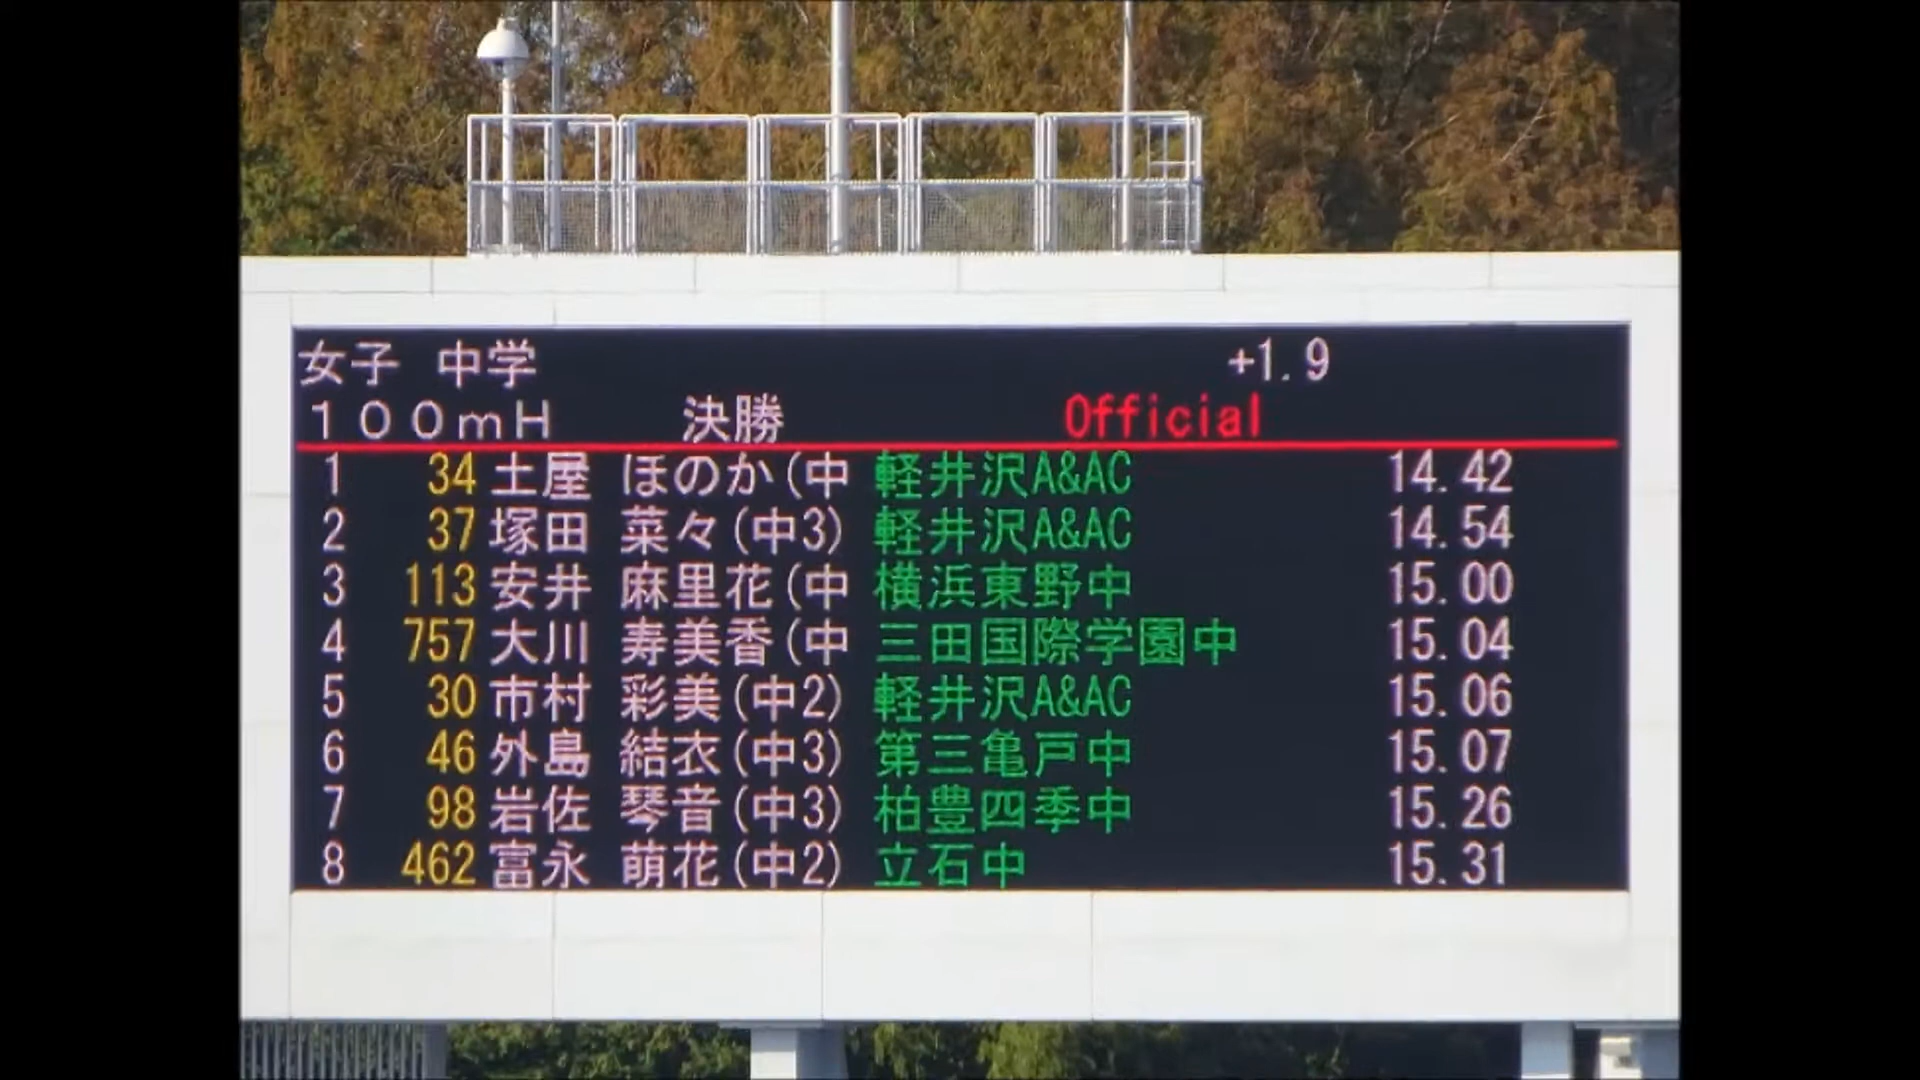 女子 中学 +1.9
100mH 決勝 Official
1 34 土屋 ほのか(中 軽井沢A&AC 14.42
2 37 塚田 菜々(中3) 軽井沢A&AC 14.54
3 113 安井 麻里花(中 横浜東野中 15.00
4 757 大川 寿美香(中 三田国際学園中 15.04
5 30 市村 彩美(中2) 軽井沢A&AC 15.06
6 46 外島 結衣(中3) 第三亀戸中 15.07
7 98 岩佐 琴音(中3) 柏豊四季中 15.26
8 462 富永 萌花(中2) 立石中 15.31